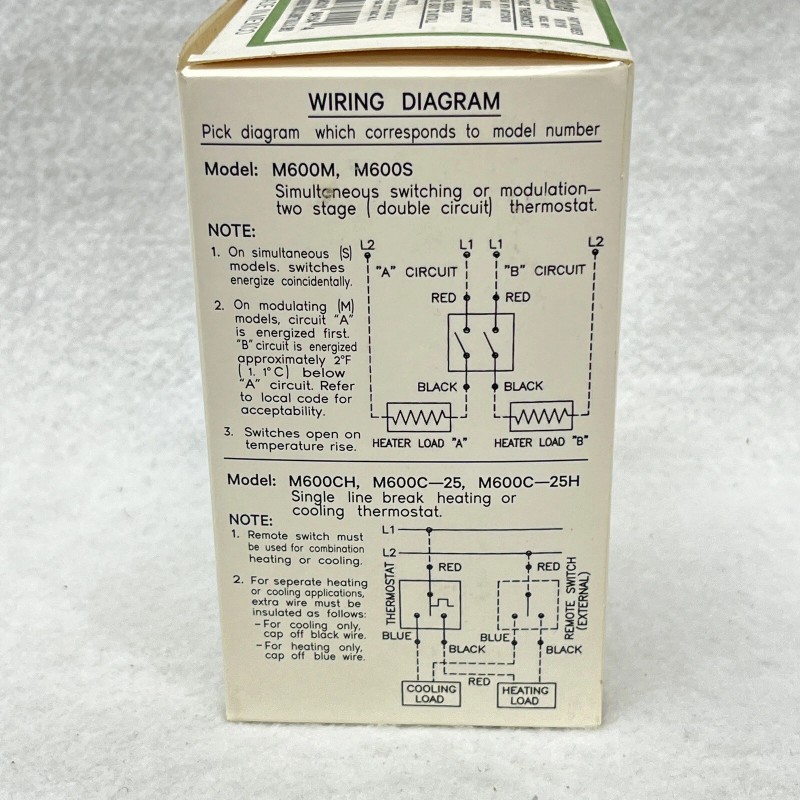 WIRING DIAGRAM
Pick diagram which corresponds to model number
Model: M600M, M600S
Simulteneous switching or modulation—
two stage (double circuit) thermostat.
NOTE:
1. On simultaneous (S)
models. switches
energize coincidentally.
2. On modulating (M)
models, circuit "A"
is energized first.
"B" circuit is energized
approximately 2°F
(1. 1°C) below
"A" circuit. Refer
to local code for
acceptability.
3. Switches open on
temperature rise.
L2 L1 L1 L2
"A" CIRCUIT "B" CIRCUIT
RED RED
BLACK BLACK
HEATER LOAD "A" HEATER LOAD "B"
Model: M600CH, M600C—25, M600C—25H
Single line break heating or
cooling thermostat.
NOTE:
1. Remote switch must
be used for combination
heating or cooling.
2. For seperate heating
or cooling applications,
extra wire must be
insulated as follows:
– For cooling only,
cap off black wire.
– For heating only,
cap off blue wire.
L1
L2
RED RED
THERMOSTAT
REMOTE SWITCH
(EXTERNAL)
BLUE BLUE
BLACK BLACK
RED
COOLING
LOAD
HEATING
LOAD